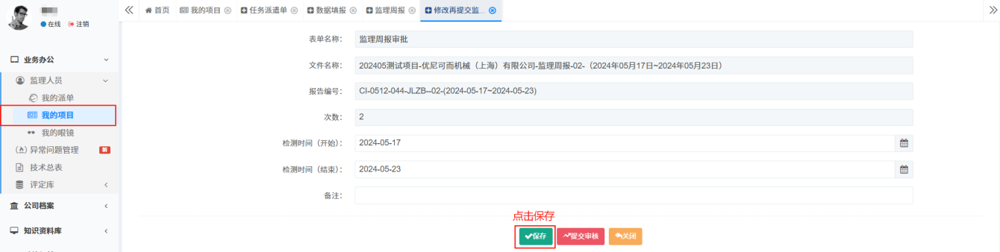 在线 注销
首页 我的项目 任务派遣单 数据填报 监理周报 修改再提交监...
业务办公
监理人员
我的派单
我的项目
我的眼镜
异常问题管理 新
技术总表
评定库
公司档案
知识资料库
表单名称: 监理周报审批
文件名称: 202405测试项目-优尼可而机械（上海）有限公司-监理周报-02-（2024年05月17日~2024年05月23日）
报告编号: CI-0512-044-JLZB--02-(2024-05-17~2024-05-23)
次数: 2
检测时间（开始）: 2024-05-17
检测时间（结束）: 2024-05-23
备注:
点击保存
保存 提交审核 关闭